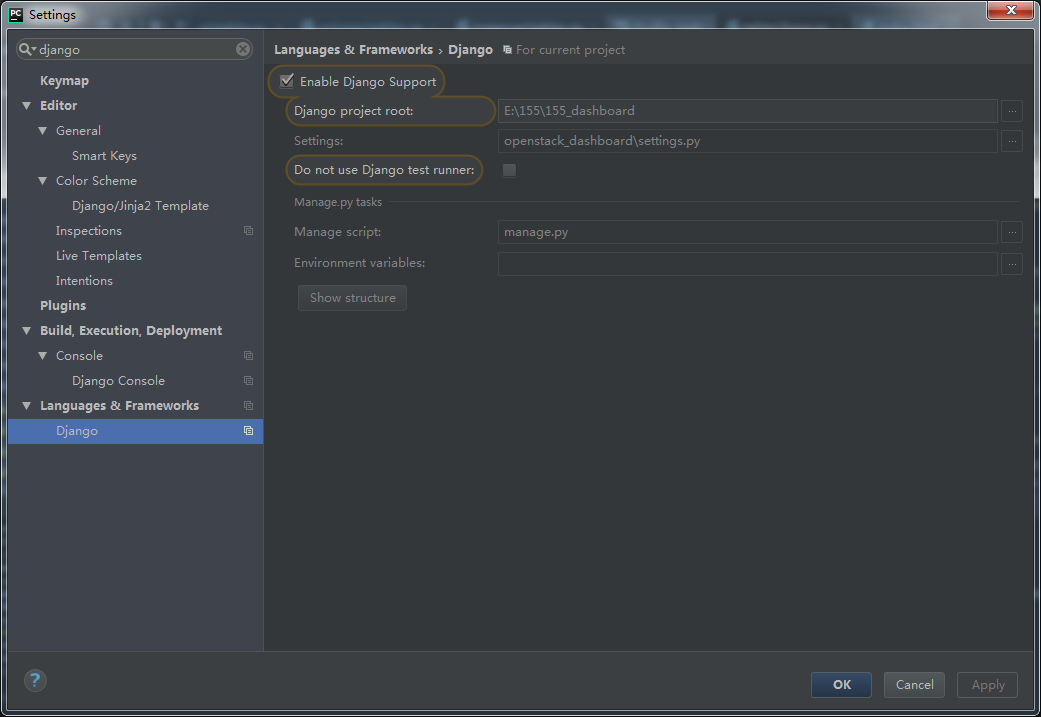 PC Settings
django
Keymap
Editor
General
Smart Keys
Color Scheme
Django/Jinja2 Template
Inspections
Live Templates
Intentions
Plugins
Build, Execution, Deployment
Console
Django Console
Languages & Frameworks
Django
Languages & Frameworks › Django For current project
Enable Django Support
Django project root: E:\155\155_dashboard ...
Settings: openstack_dashboard\settings.py ...
Do not use Django test runner:
Manage.py tasks
Manage script: manage.py ...
Environment variables: ...
Show structure
? OK Cancel Apply